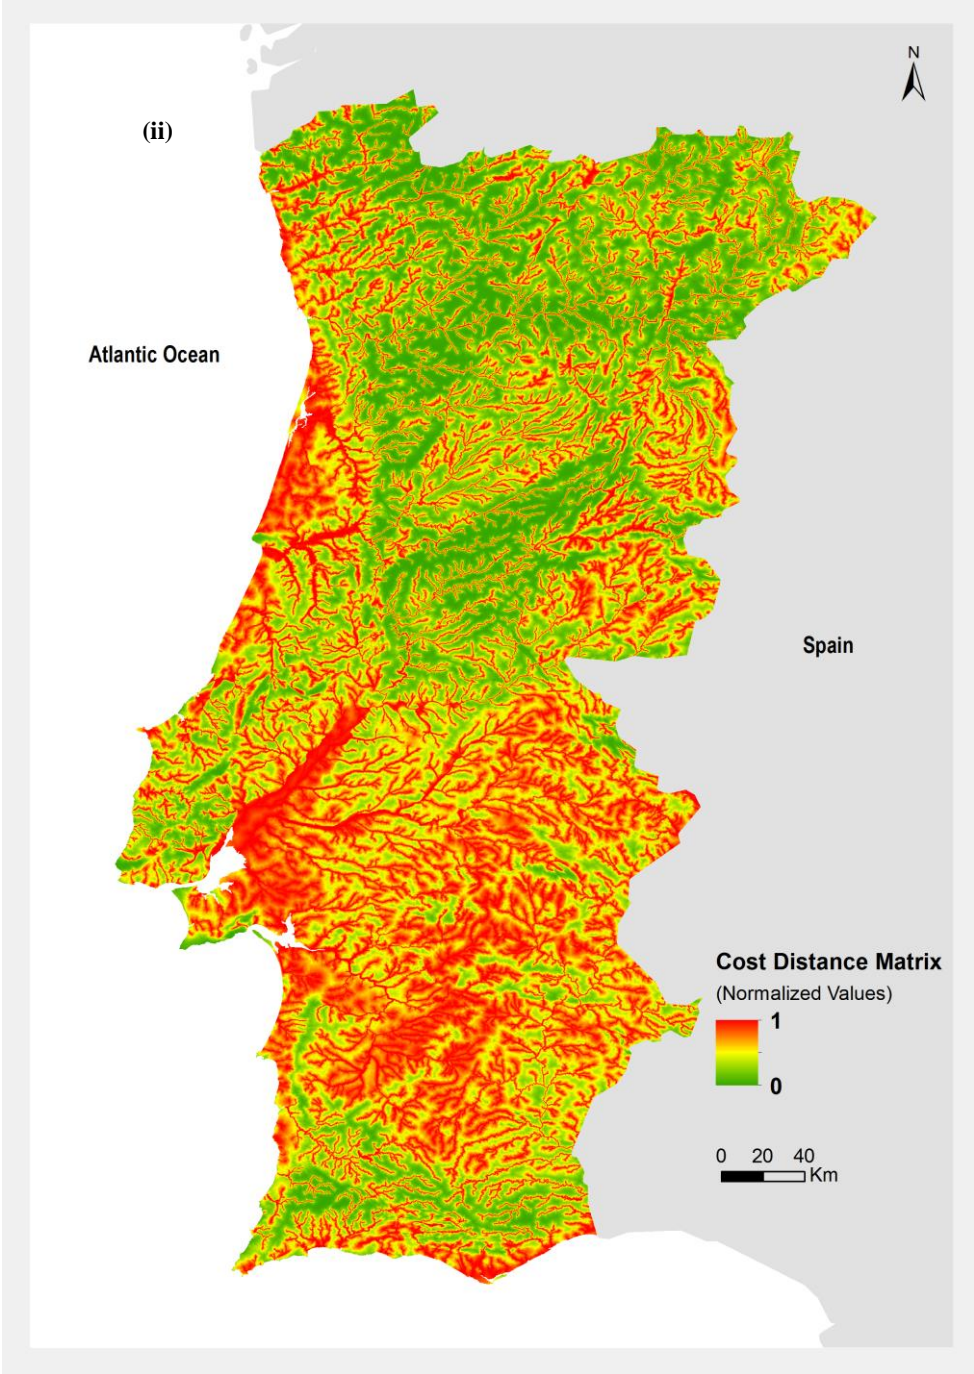 N
(ii)
Atlantic Ocean
Spain
Cost Distance Matrix
(Normalized Values)
1
0
0 20 40
Km